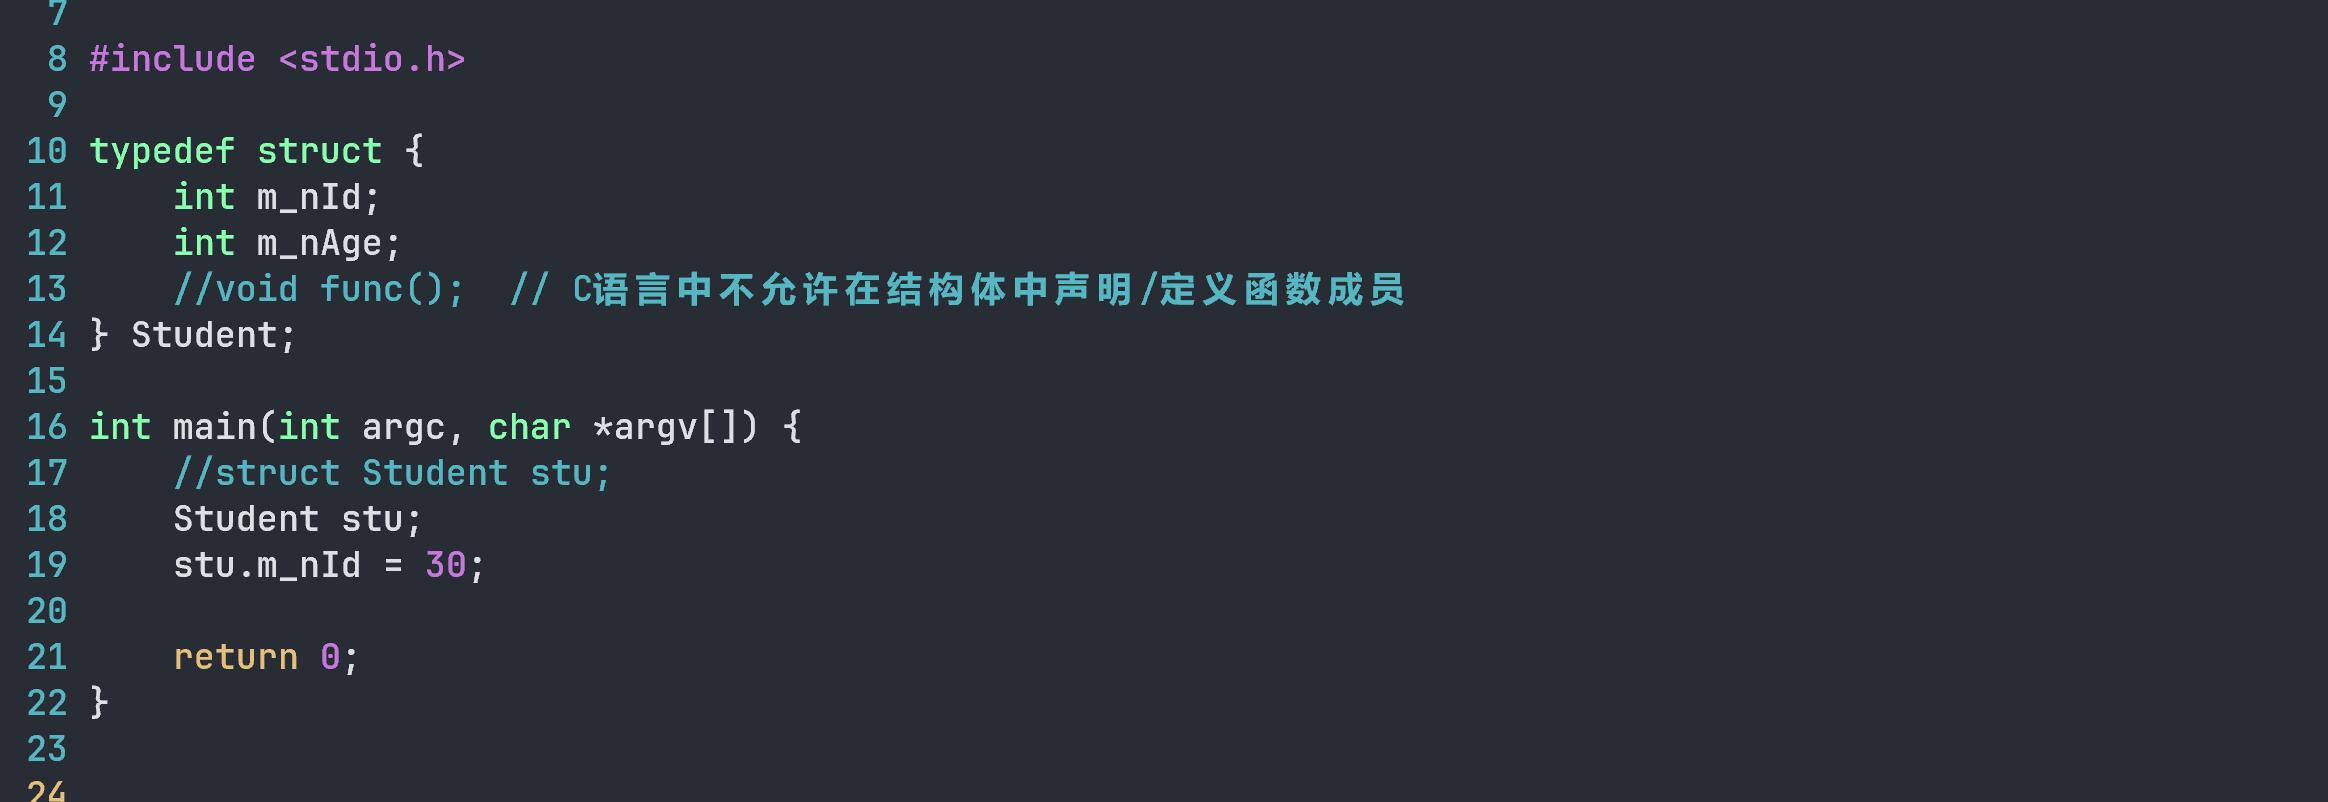 7
8 #include <stdio.h>
9
10 typedef struct {
11     int m_nId;
12     int m_nAge;
13     //void func();  // C语言中不允许在结构体中声明/定义函数成员
14 } Student;
15
16 int main(int argc, char *argv[]) {
17     //struct Student stu;
18     Student stu;
19     stu.m_nId = 30;
20
21     return 0;
22 }
23
24